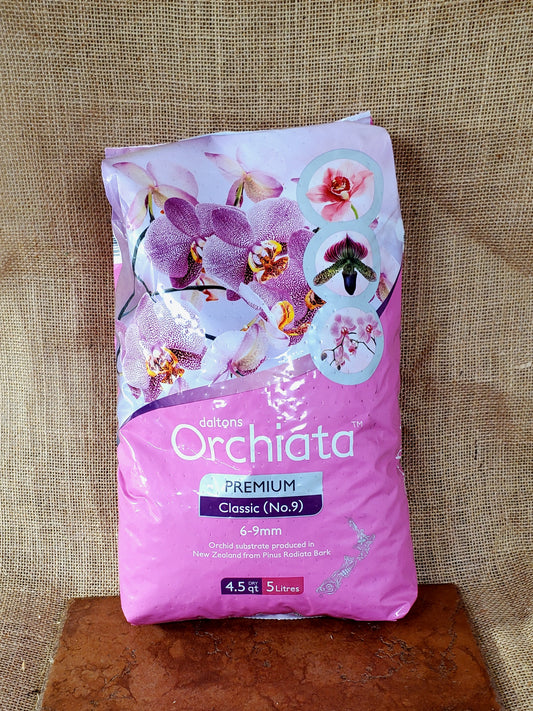 daltons
Orchiata™
PREMIUM
Classic (No.9)
6-9mm
Orchid substrate produced in
New Zealand from Pinus Radiata Bark
4.5 DRY qt 5 Litres